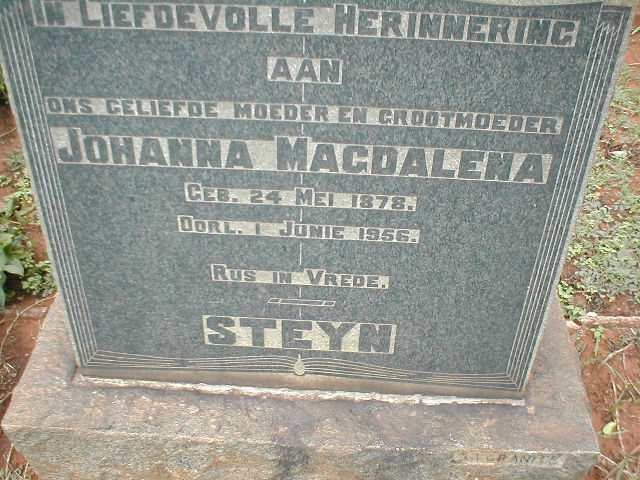 IN LIEFDEVOLLE HERINNERING
AAN
ONS GELIEFDE MOEDER EN GROOTMOEDER
JOHANNA MAGDALENA
GEB. 24 MEI 1878.
OORL. 1 JUNIE 1956.
RUS IN VREDE.
STEYN